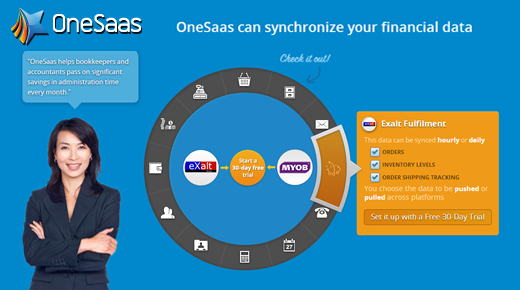 OneSaas
OneSaas can synchronize your financial data
Check it out!
"OneSaas helps bookkeepers and
accountants pass on significant
savings in administration time
every month."
eXalt
Start a
30-day free
trial
MYOB
27
eXalt
Exalt Fulfilment
This data can be synced hourly or daily
ORDERS
INVENTORY LEVELS
ORDER SHIPPING TRACKING
You choose the data to be pushed or
pulled across platforms
Set it up with a Free 30-Day Trial